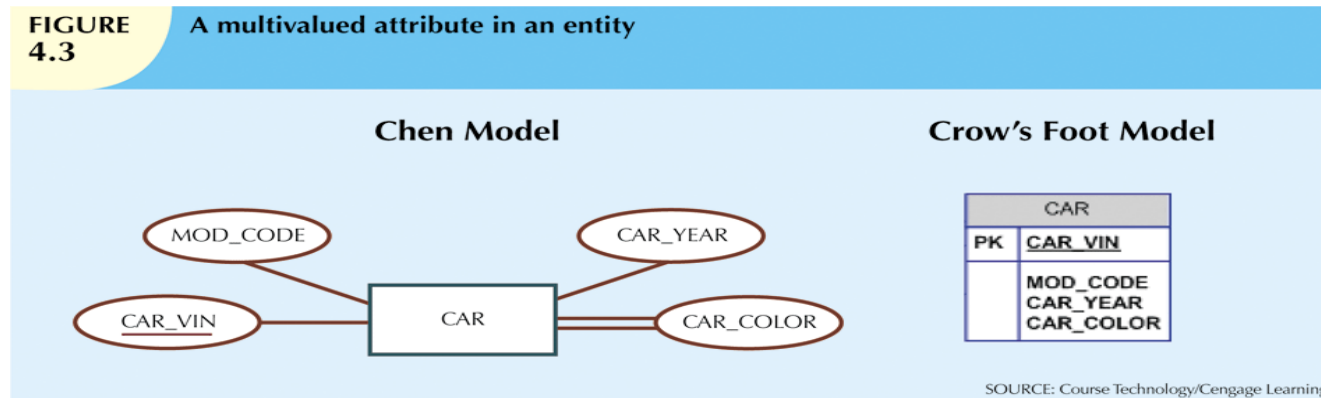 FIGURE
4.3
A multivalued attribute in an entity
Chen Model
Crow's Foot Model
MOD_CODE
CAR_YEAR
CAR_VIN
CAR
CAR_COLOR
CAR
PK CAR_VIN
MOD_CODE
CAR_YEAR
CAR_COLOR
SOURCE: Course Technology/Cengage Learning